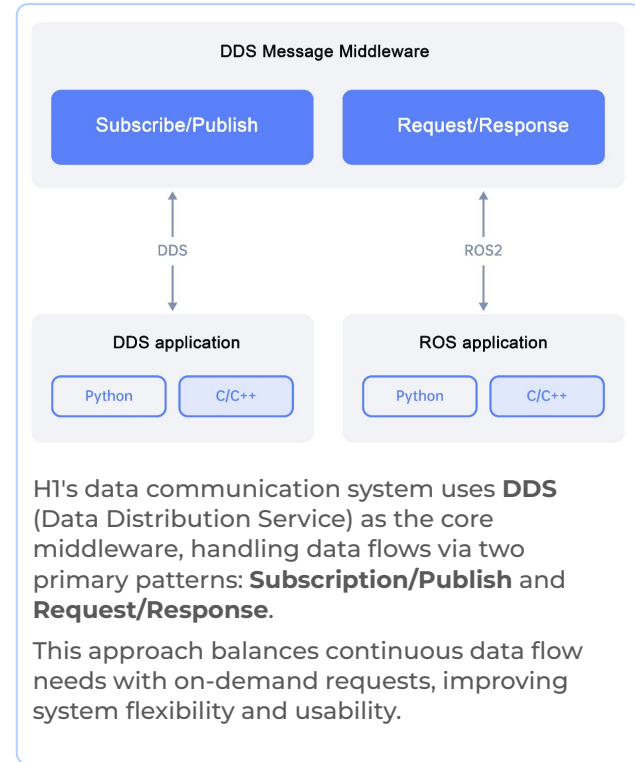 DDS Message Middleware
Subscribe/Publish
Request/Response
DDS
ROS2
DDS application
ROS application
Python
C/C++
Python
C/C++
H1's data communication system uses DDS
(Data Distribution Service) as the core
middleware, handling data flows via two
primary patterns: Subscription/Publish and
Request/Response.
This approach balances continuous data flow
needs with on-demand requests, improving
system flexibility and usability.